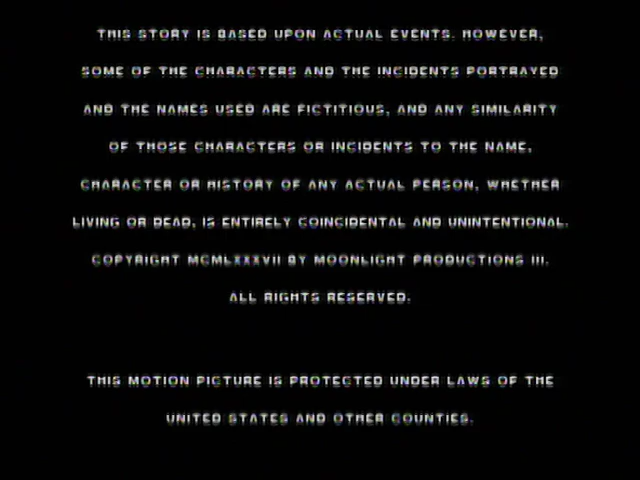 THIS STORY IS BASED UPON ACTUAL EVENTS. HOWEVER,
SOME OF THE CHARACTERS AND THE INCIDENTS PORTRAYED
AND THE NAMES USED ARE FICTITIOUS, AND ANY SIMILARITY
OF THOSE CHARACTERS OR INCIDENTS TO THE NAME,
CHARACTER OR HISTORY OF ANY ACTUAL PERSON, WHETHER
LIVING OR DEAD, IS ENTIRELY COINCIDENTAL AND UNINTENTIONAL.
COPYRIGHT MCMLXXXVII BY MOONLIGHT PRODUCTIONS III.
ALL RIGHTS RESERVED.
THIS MOTION PICTURE IS PROTECTED UNDER LAWS OF THE
UNITED STATES AND OTHER COUNTIES.